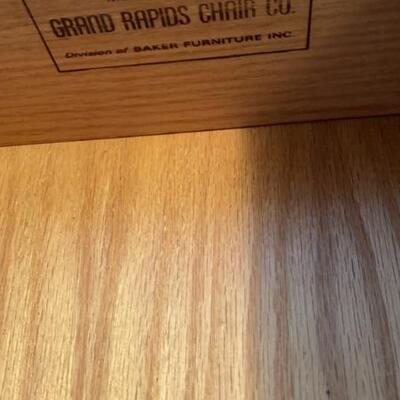 GRAND RAPIDS CHAIR CO.
Division of BAKER FURNITURE INC